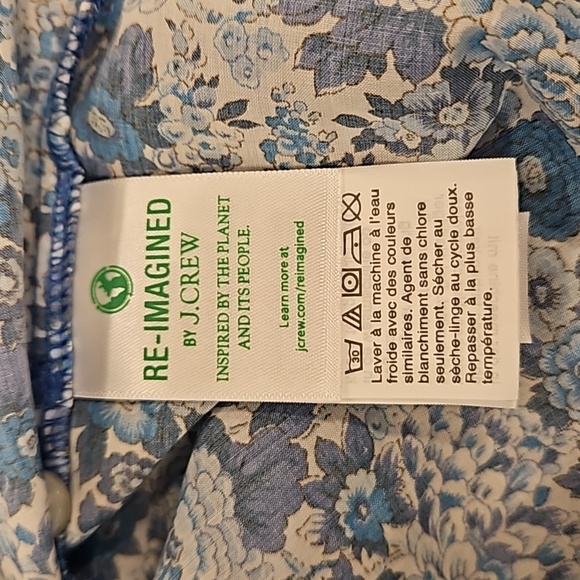 RE-IMAGINED
BY J.CREW
INSPIRED BY THE PLANET
AND ITS PEOPLE.
Learn more at
jcrew.com/reimagined
30
Laver à la machine à l'eau
froide avec des couleurs
similaires. Agent de
blanchiment sans chlore
seulement. Sécher au
sèche-linge au cycle doux.
Repasser à la plus basse
température.